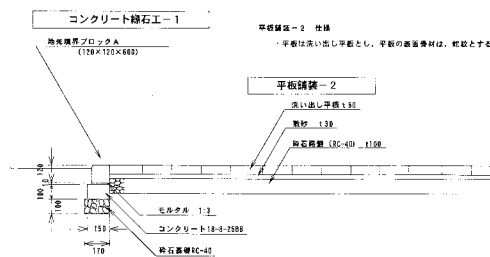 コンクリート縁石工－1
平板舗装－2 仕様
・平板は洗い出し平板とし，平板の表面骨材は，蛇紋とする
地先境界ブロックA
(120×120×600)
平板舗装－2
洗い出し平板 t60
敷砂 t30
砕石路盤 (RC-40) t100
120
10
100
100
モルタル 1:3
コンクリート18-8-25BB
砕石基礎RC-40
150
170